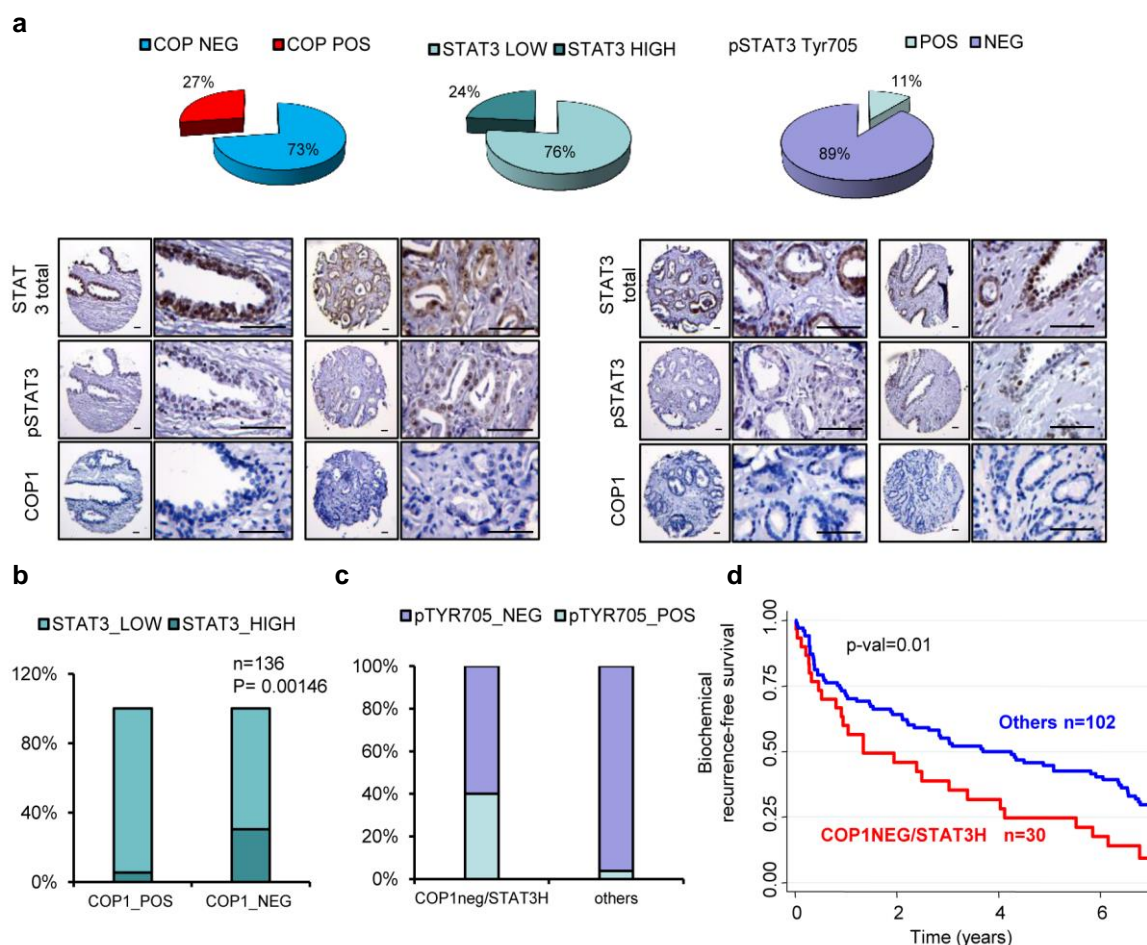 a
COP NEG COP POS
STAT3 LOW STAT3 HIGH
pSTAT3 Tyr705 POS NEG
27%
73%
24%
76%
11%
89%
STAT
3 total
pSTAT3
COP1
STAT3
total
pSTAT3
COP1
b
STAT3_LOW STAT3_HIGH
n=136
P= 0.00146
120%
80%
40%
0%
COP1_POS COP1_NEG
c
pTYR705_NEG pTYR705_POS
100%
80%
60%
40%
20%
0%
COP1neg/STAT3H others
d
Biochemical
recurrence-free survival
1.00
0.75
0.50
0.25
0.00
p-val=0.01
Others n=102
COP1NEG/STAT3H n=30
0 2 4 6
Time (years)